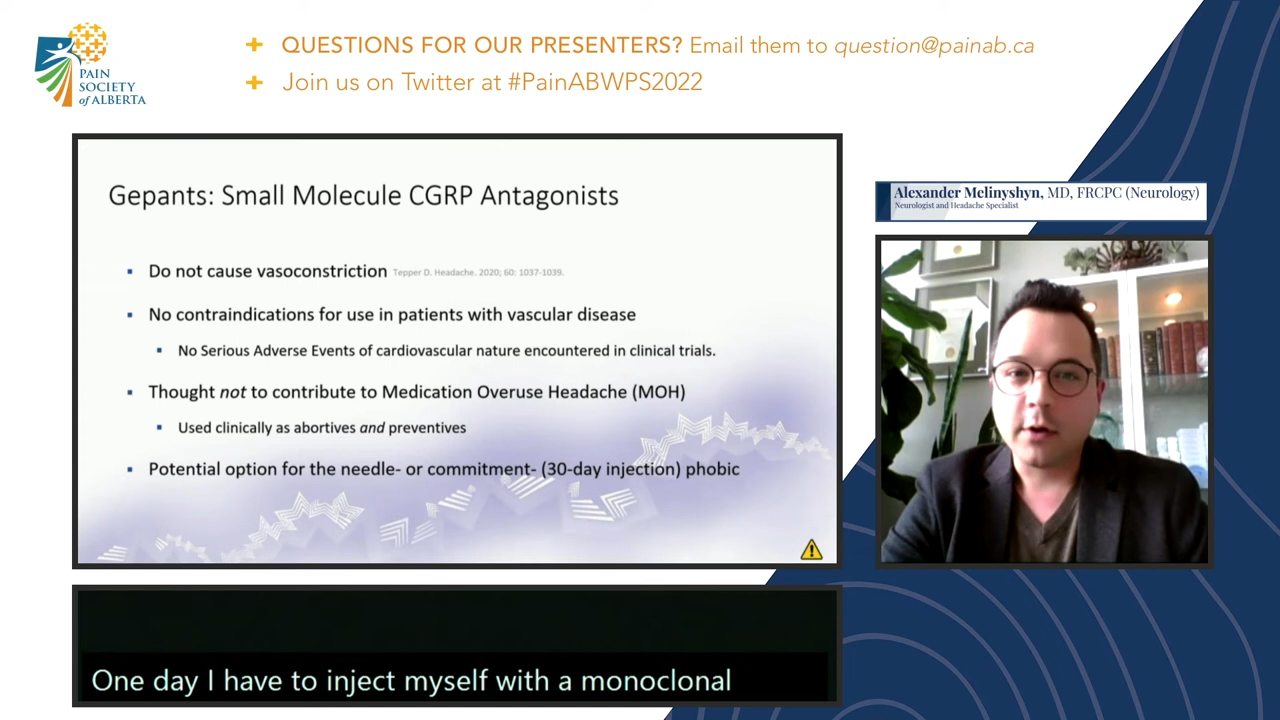 PAIN
SOCIETY
of ALBERTA
+ QUESTIONS FOR OUR PRESENTERS? Email them to question@painab.ca
+ Join us on Twitter at #PainABWPS2022
Gepants: Small Molecule CGRP Antagonists
▪ Do not cause vasoconstriction Tepper D. Headache. 2020; 60: 1037-1039.
▪ No contraindications for use in patients with vascular disease
▪ No Serious Adverse Events of cardiovascular nature encountered in clinical trials.
▪ Thought not to contribute to Medication Overuse Headache (MOH)
▪ Used clinically as abortives and preventives
▪ Potential option for the needle- or commitment- (30-day injection) phobic
Alexander Melinyshyn, MD, FRCPC (Neurology)
Neurologist and Headache Specialist
One day I have to inject myself with a monoclonal